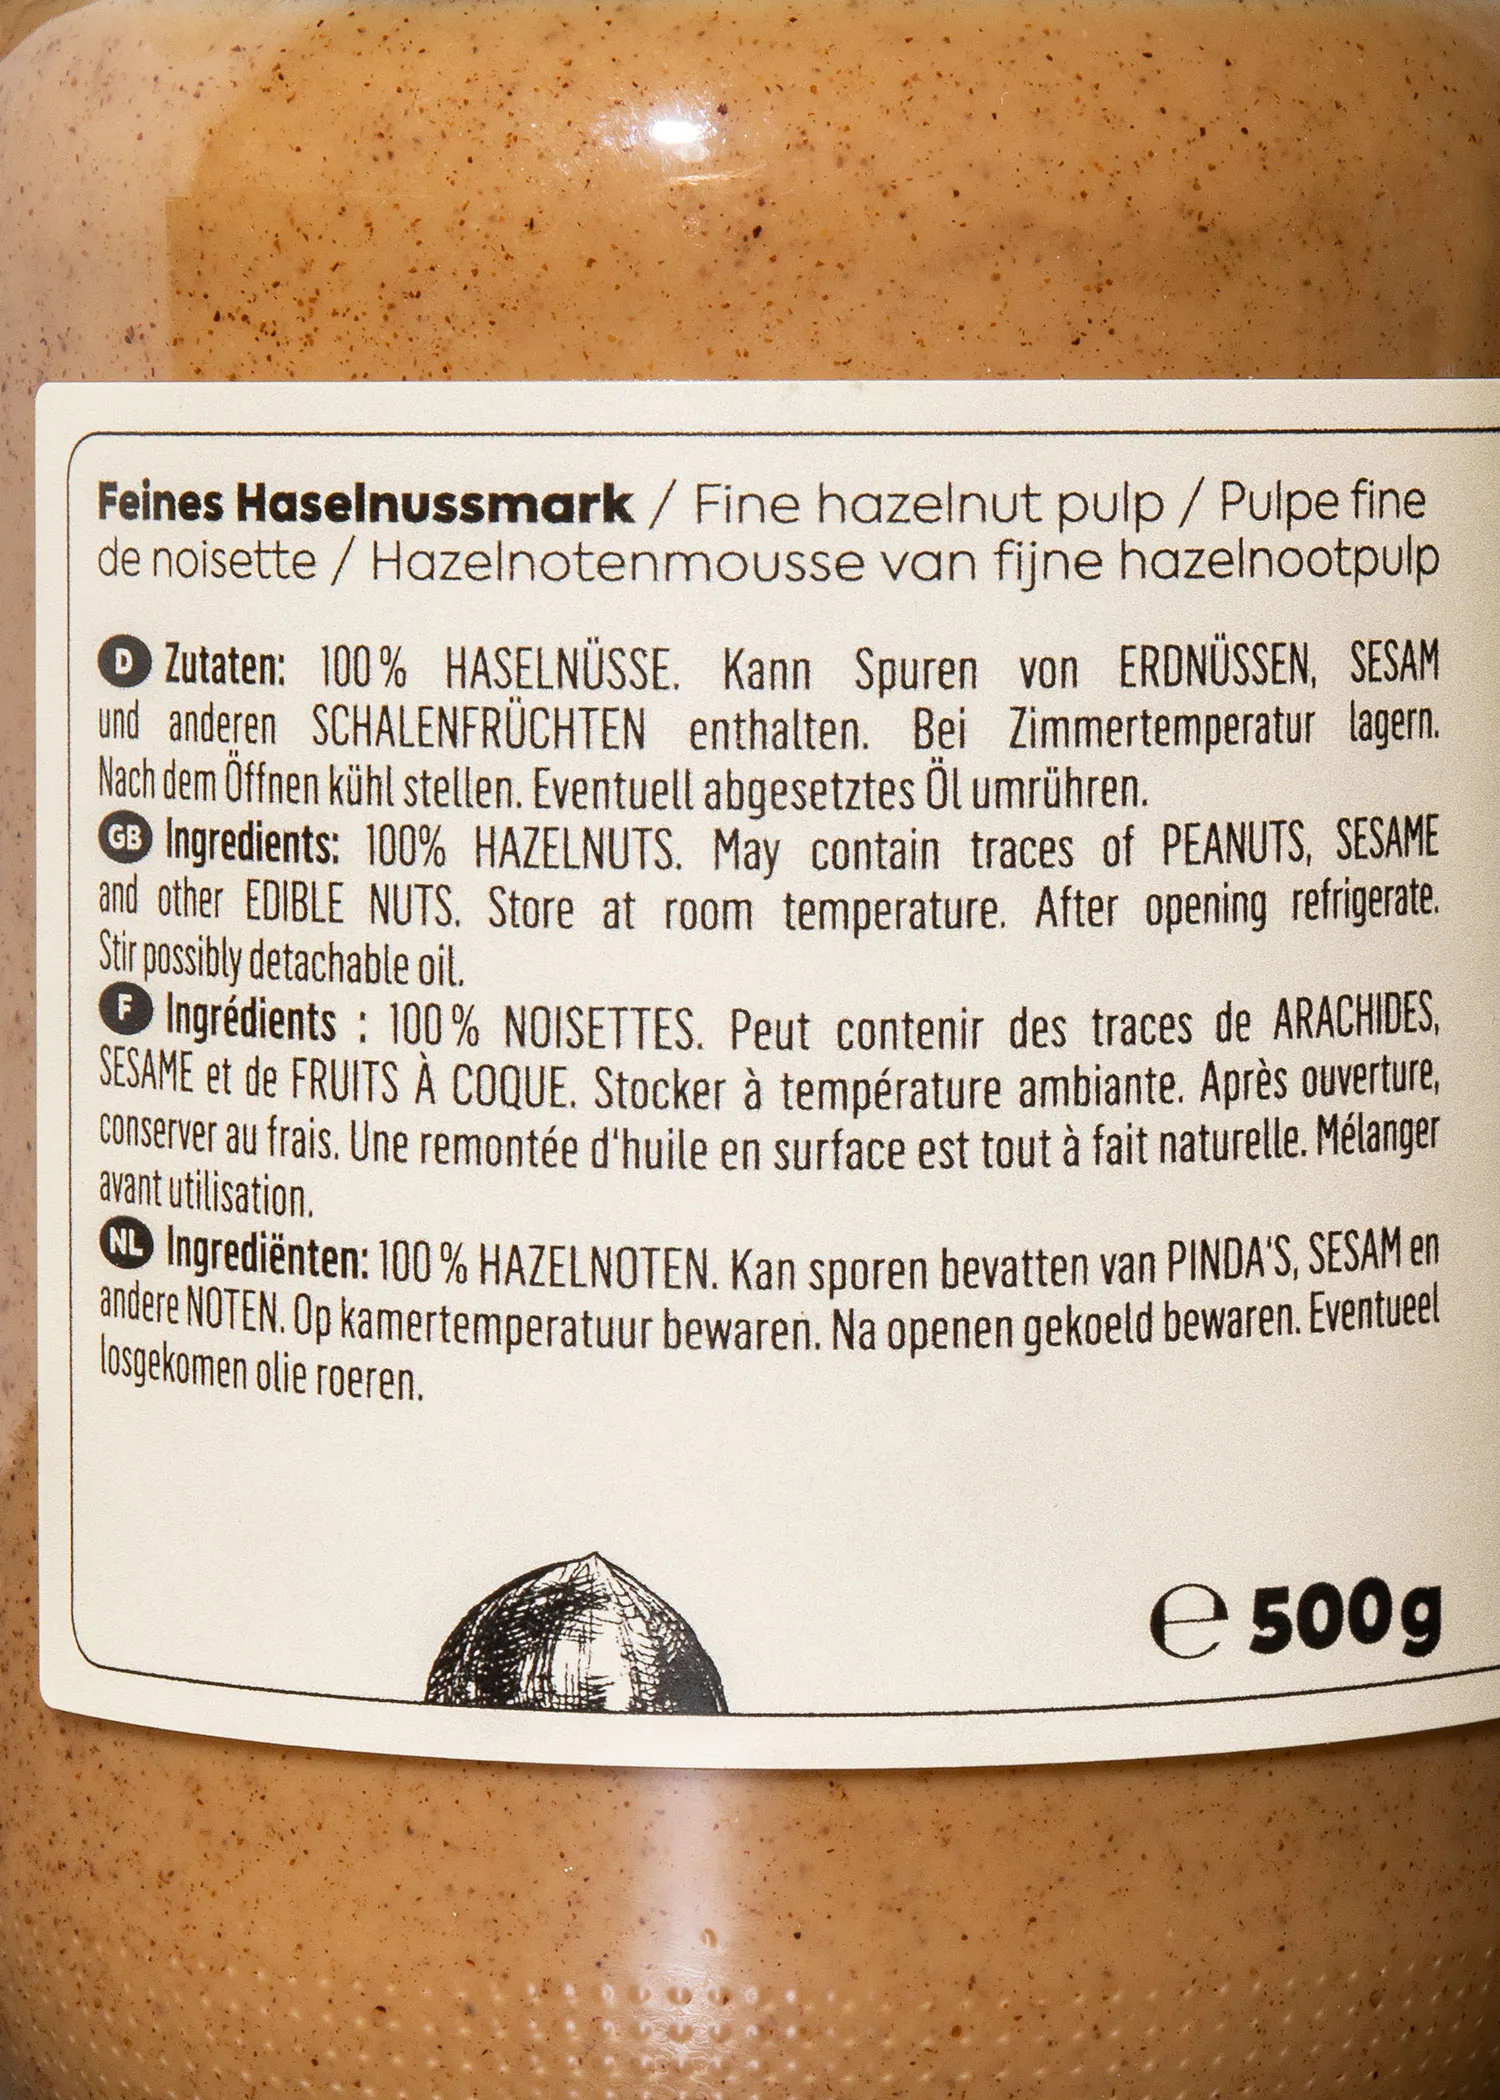 Feines Haselnussmark / Fine hazelnut pulp / Pulpe fine
de noisette / Hazelnotenmousse van fijne hazelnootpulp
D Zutaten: 100 % HASELNÜSSE. Kann Spuren von ERDNÜSSEN, SESAM
und anderen SCHALENFRÜCHTEN enthalten. Bei Zimmertemperatur lagern.
Nach dem Öffnen kühl stellen. Eventuell abgesetztes Öl umrühren.
GB Ingredients: 100% HAZELNUTS. May contain traces of PEANUTS, SESAME
and other EDIBLE NUTS. Store at room temperature. After opening refrigerate.
Stir possibly detachable oil.
F Ingrédients : 100 % NOISETTES. Peut contenir des traces de ARACHIDES,
SESAME et de FRUITS À COQUE. Stocker à température ambiante. Après ouverture,
conserver au frais. Une remontée d'huile en surface est tout à fait naturelle. Mélanger
avant utilisation.
NL Ingrediënten: 100 % HAZELNOTEN. Kan sporen bevatten van PINDA'S, SESAM en
andere NOTEN. Op kamertemperatuur bewaren. Na openen gekoeld bewaren. Eventueel
losgekomen olie roeren.
℮ 500g